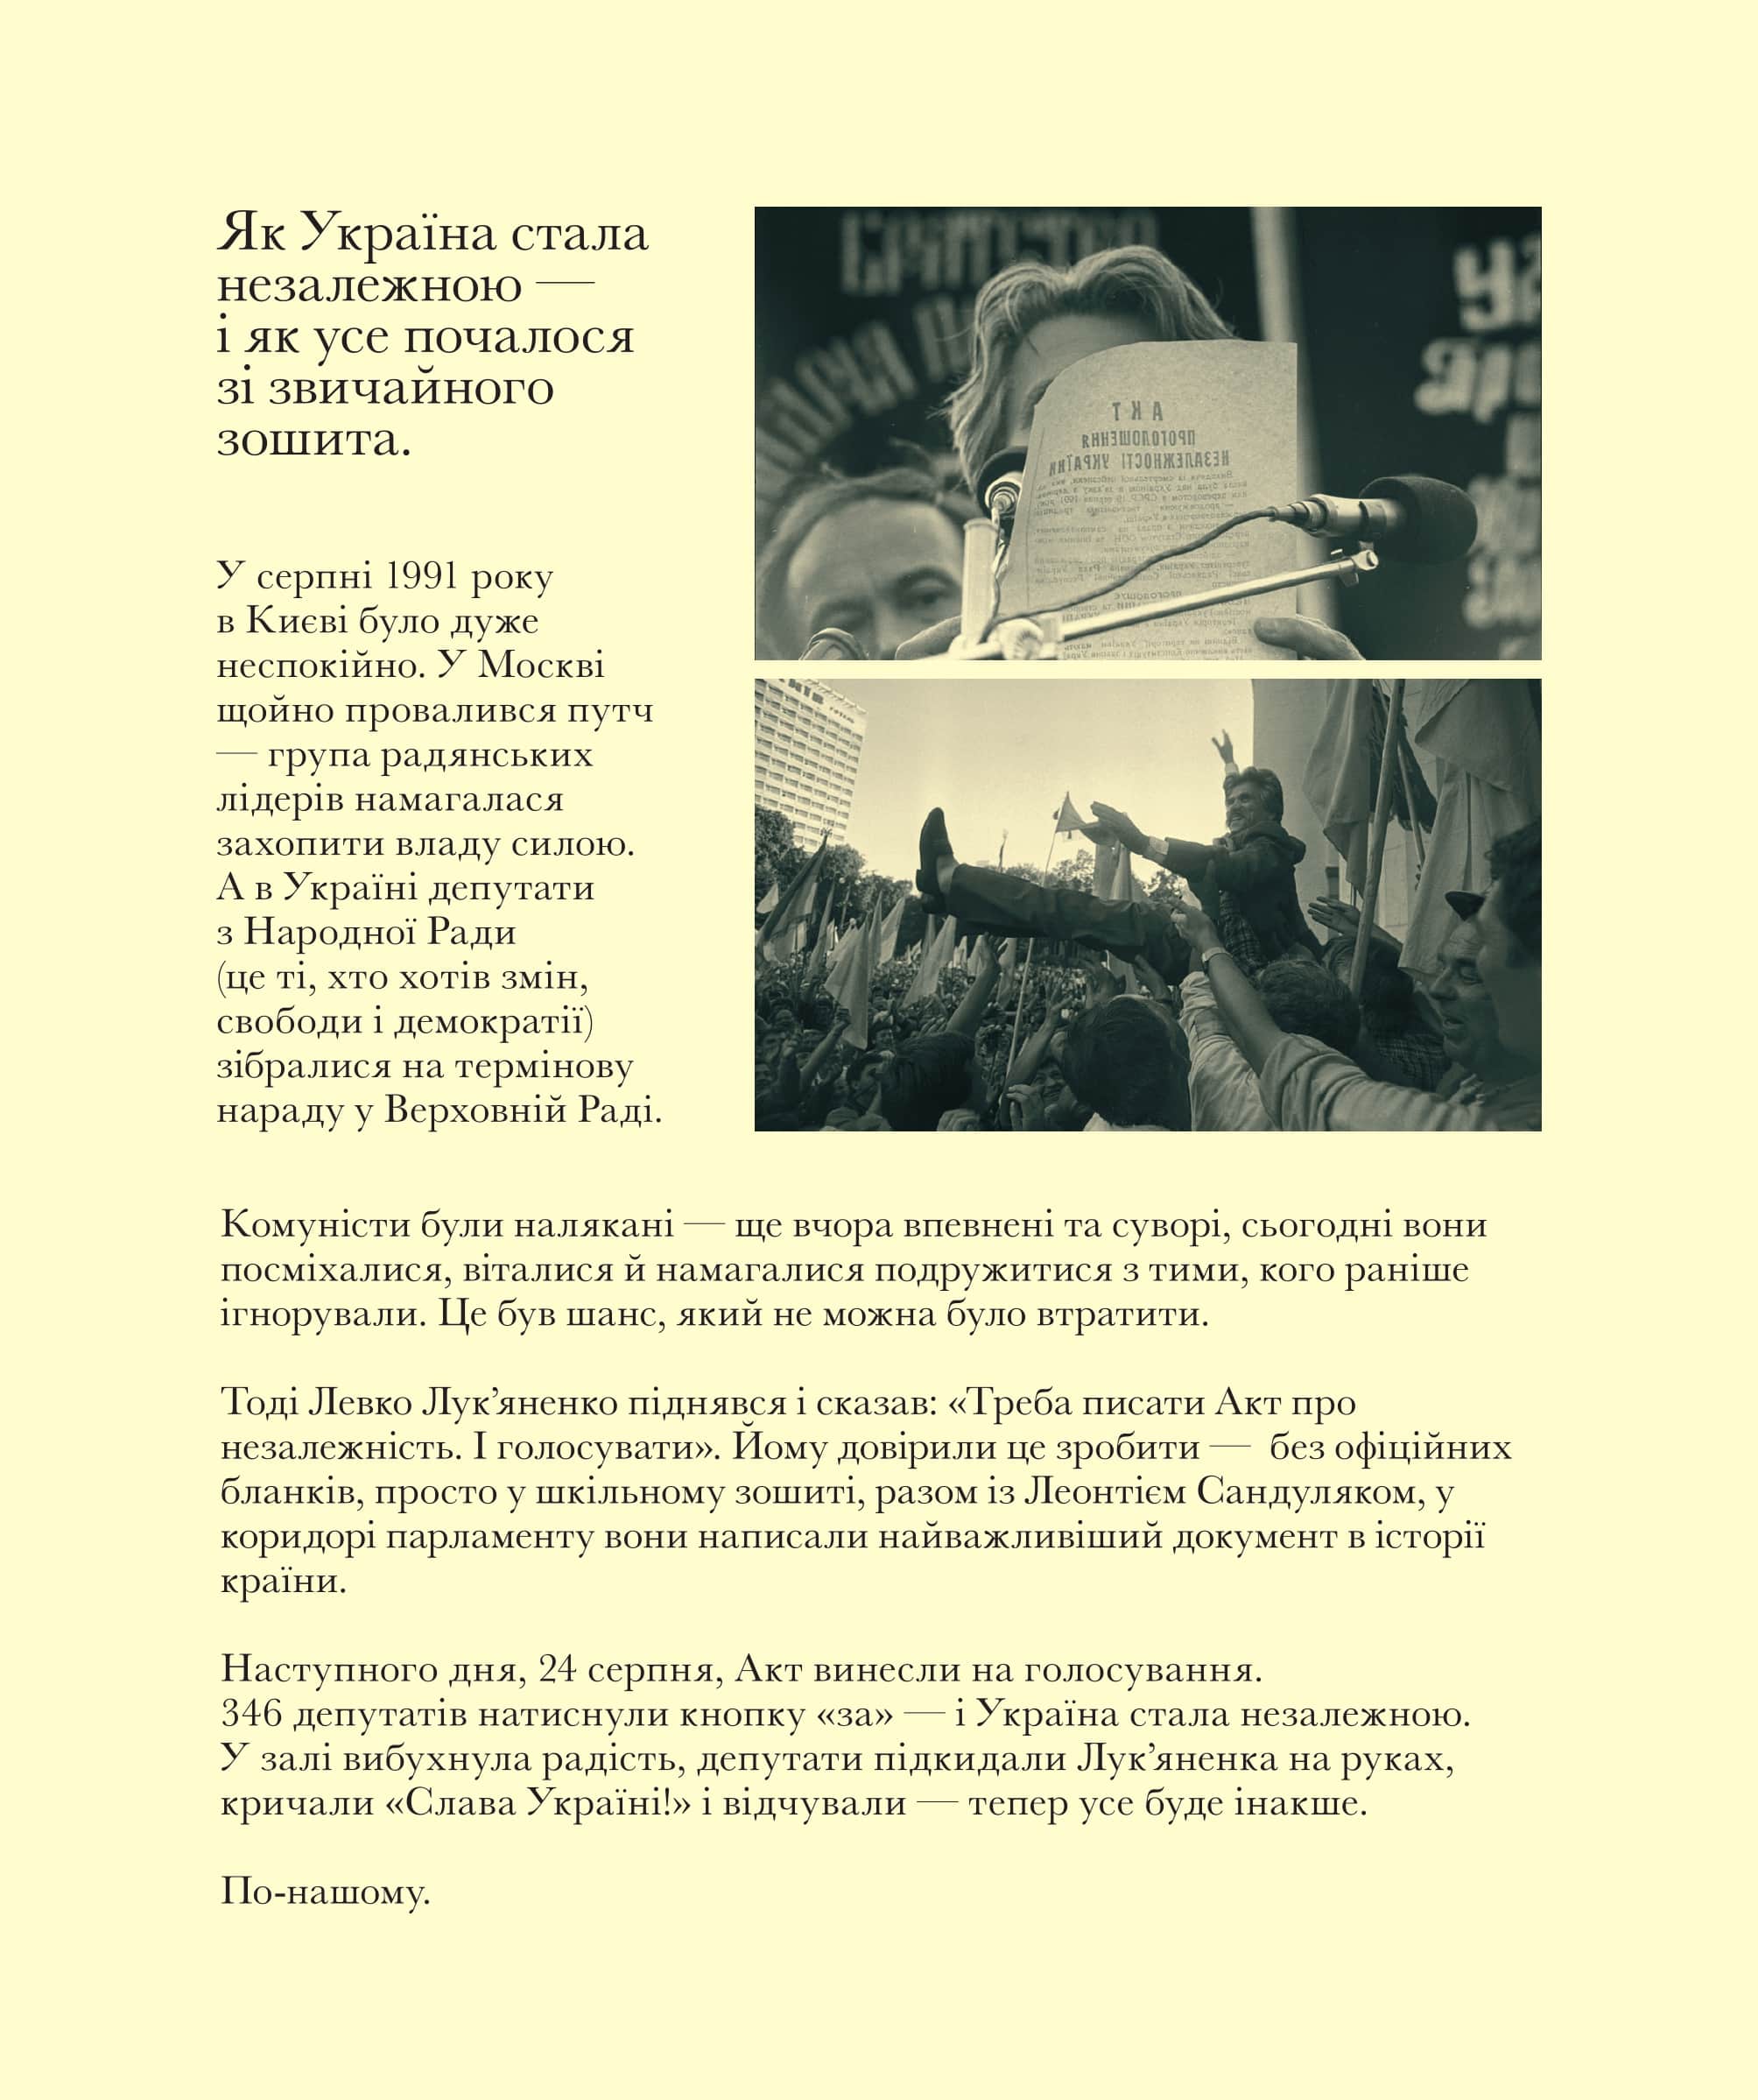 Як Україна стала
незалежною —
і як усе почалося
зі звичайного
зошита.
У серпні 1991 року
в Києві було дуже
неспокійно. У Москві
щойно провалився путч
— група радянських
лідерів намагалася
захопити владу силою.
А в Україні депутати
з Народної Ради
(це ті, хто хотів змін,
свободи і демократії)
зібралися на термінову
нараду у Верховній Раді.
АКТ
ПРОГОЛОШЕННЯ
НЕЗАЛЕЖНОСТІ УКРАЇНИ
Комуністи були налякані — ще вчора впевнені та суворі, сьогодні вони
посміхалися, віталися й намагалися подружитися з тими, кого раніше
ігнорували. Це був шанс, який не можна було втратити.
Тоді Левко Лук’яненко піднявся і сказав: «Треба писати Акт про
незалежність. І голосувати». Йому довірили це зробити — без офіційних
бланків, просто у шкільному зошиті, разом із Леонтієм Сандуляком, у
коридорі парламенту вони написали найважливіший документ в історії
країни.
Наступного дня, 24 серпня, Акт винесли на голосування.
346 депутатів натиснули кнопку «за» — і Україна стала незалежною.
У залі вибухнула радість, депутати підкидали Лук’яненка на руках,
кричали «Слава Україні!» і відчували — тепер усе буде інакше.
По-нашому.